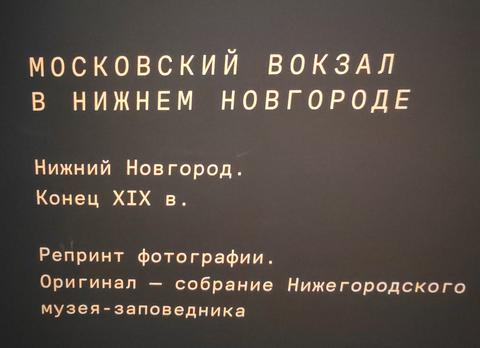 МОСКОВСКИЙ ВОКЗАЛ
В НИЖНЕМ НОВГОРОДЕ
Нижний Новгород.
Конец XIX в.
Репринт фотографии.
Оригинал — собрание Нижегородского
музея-заповедника